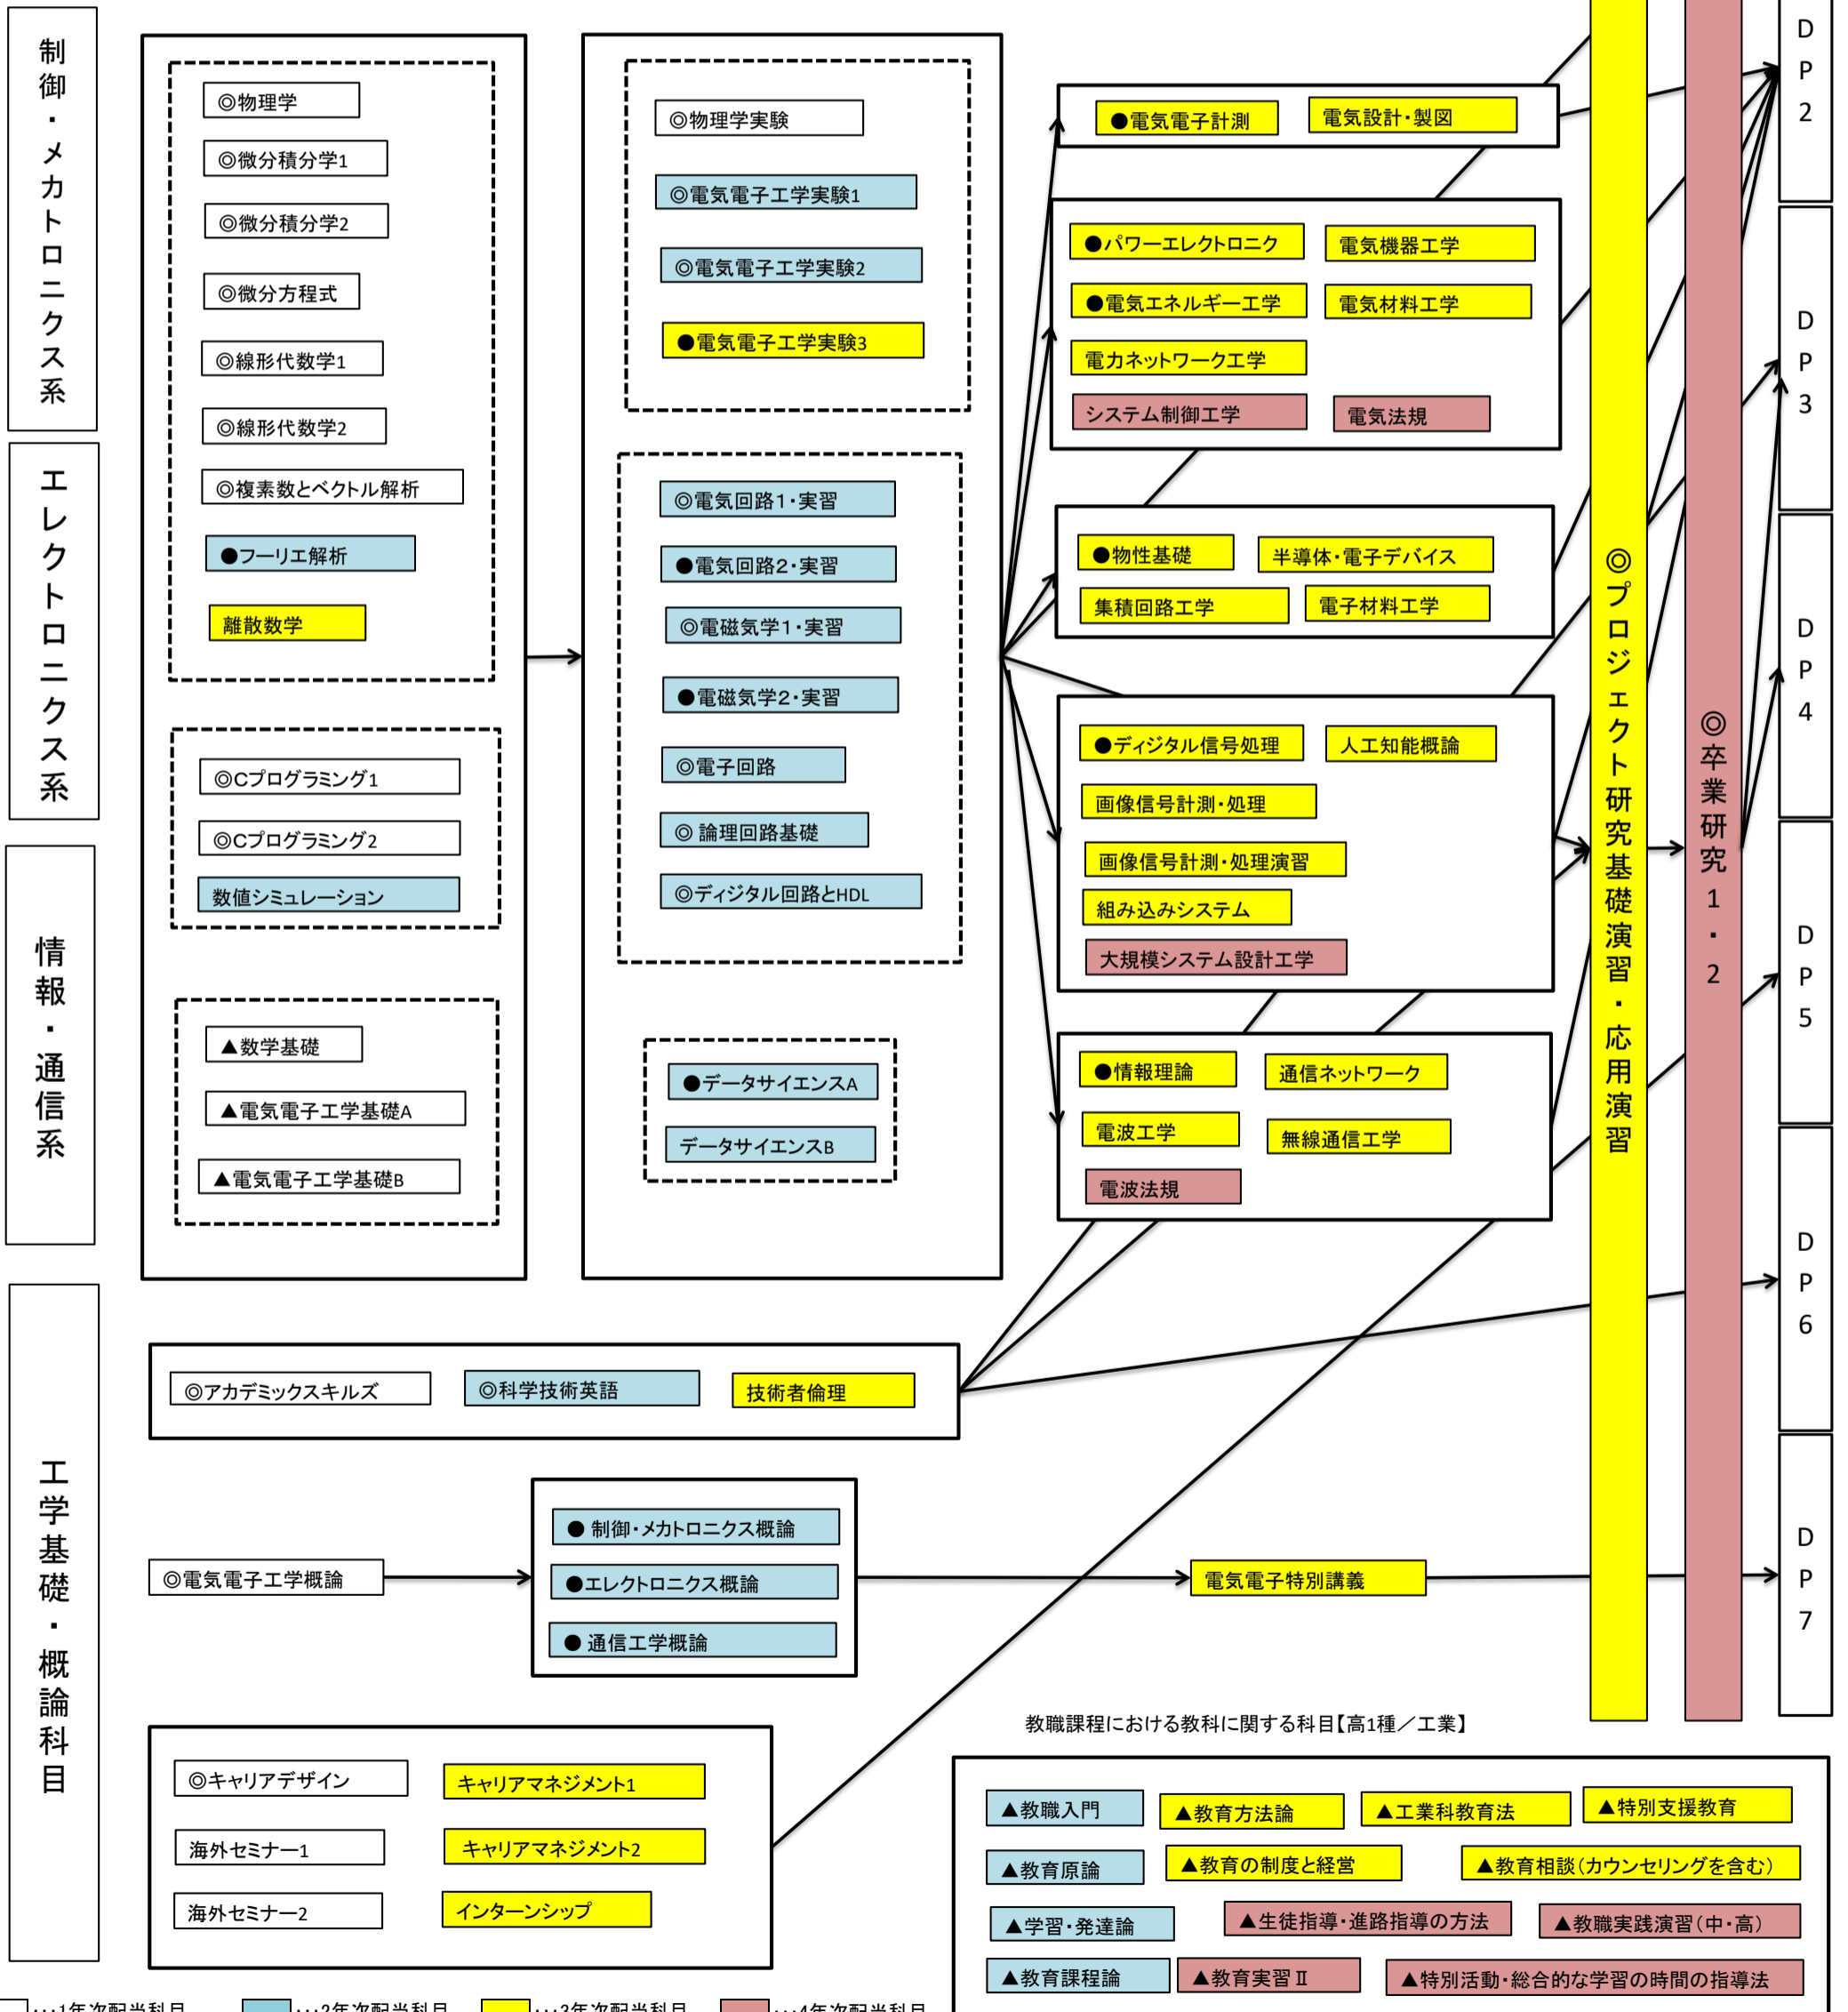 制御・メカトロニクス系
エレクトロニクス系
情報・通信系
工学基礎・概論科目
◎物理学
◎微分積分学1
◎微分積分学2
◎微分方程式
◎線形代数学1
◎線形代数学2
◎複素数とベクトル解析
●フーリエ解析
離散数学
◎Cプログラミング1
◎Cプログラミング2
数値シミュレーション
▲数学基礎
▲電気電子工学基礎A
▲電気電子工学基礎B
◎物理学実験
◎電気電子工学実験1
◎電気電子工学実験2
●電気電子工学実験3
◎電気回路1・実習
●電気回路2・実習
◎電磁気学1・実習
●電磁気学2・実習
◎電子回路
◎ 論理回路基礎
◎ディジタル回路とHDL
●データサイエンスA
データサイエンスB
●電気電子計測
電気設計・製図
●パワーエレクトロニク
電気機器工学
●電気エネルギー工学
電気材料工学
電力ネットワーク工学
システム制御工学
電気法規
●物性基礎
半導体・電子デバイス
集積回路工学
電子材料工学
●ディジタル信号処理
人工知能概論
画像信号計測・処理
画像信号計測・処理演習
組み込みシステム
大規模システム設計工学
●情報理論
通信ネットワーク
電波工学
無線通信工学
電波法規
◎プロジェクト研究基礎演習・応用演習
◎卒業研究1・2
DP2
DP3
DP4
DP5
DP6
DP7
◎アカデミックスキルズ
◎科学技術英語
技術者倫理
◎電気電子工学概論
● 制御・メカトロニクス概論
●エレクトロニクス概論
● 通信工学概論
電気電子特別講義
◎キャリアデザイン
キャリアマネジメント1
海外セミナー1
キャリアマネジメント2
海外セミナー2
インターンシップ
教職課程における教科に関する科目【高1種／工業】
▲教職入門
▲教育方法論
▲工業科教育法
▲特別支援教育
▲教育原論
▲教育の制度と経営
▲教育相談（カウンセリングを含む）
▲学習・発達論
▲生徒指導・進路指導の方法
▲教職実践演習（中・高）
▲教育課程論
▲教育実習Ⅱ
▲特別活動・総合的な学習の時間の指導法
…1年次配当科目
…2年次配当科目
…3年次配当科目
…4年次配当科目